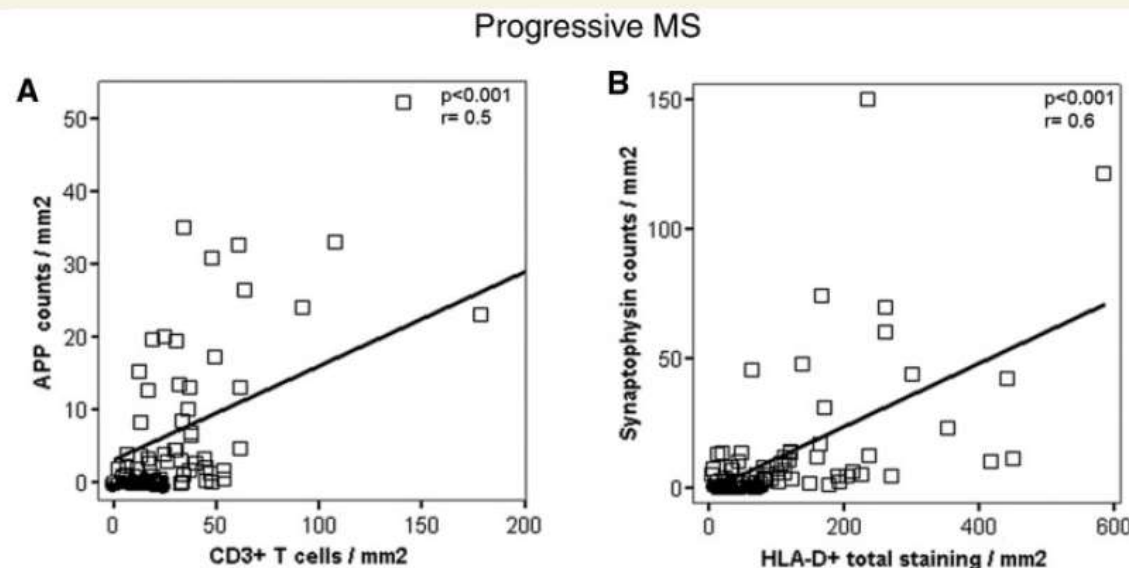 Progressive MS
A
p<0.001
r= 0.5
50
40
30
20
10
0
APP counts / mm2
0 50 100 150 200
CD3+ T cells / mm2
B
p<0.001
r= 0.6
150
100
50
0
Synaptophysin counts / mm2
0 200 400 600
HLA-D+ total staining / mm2